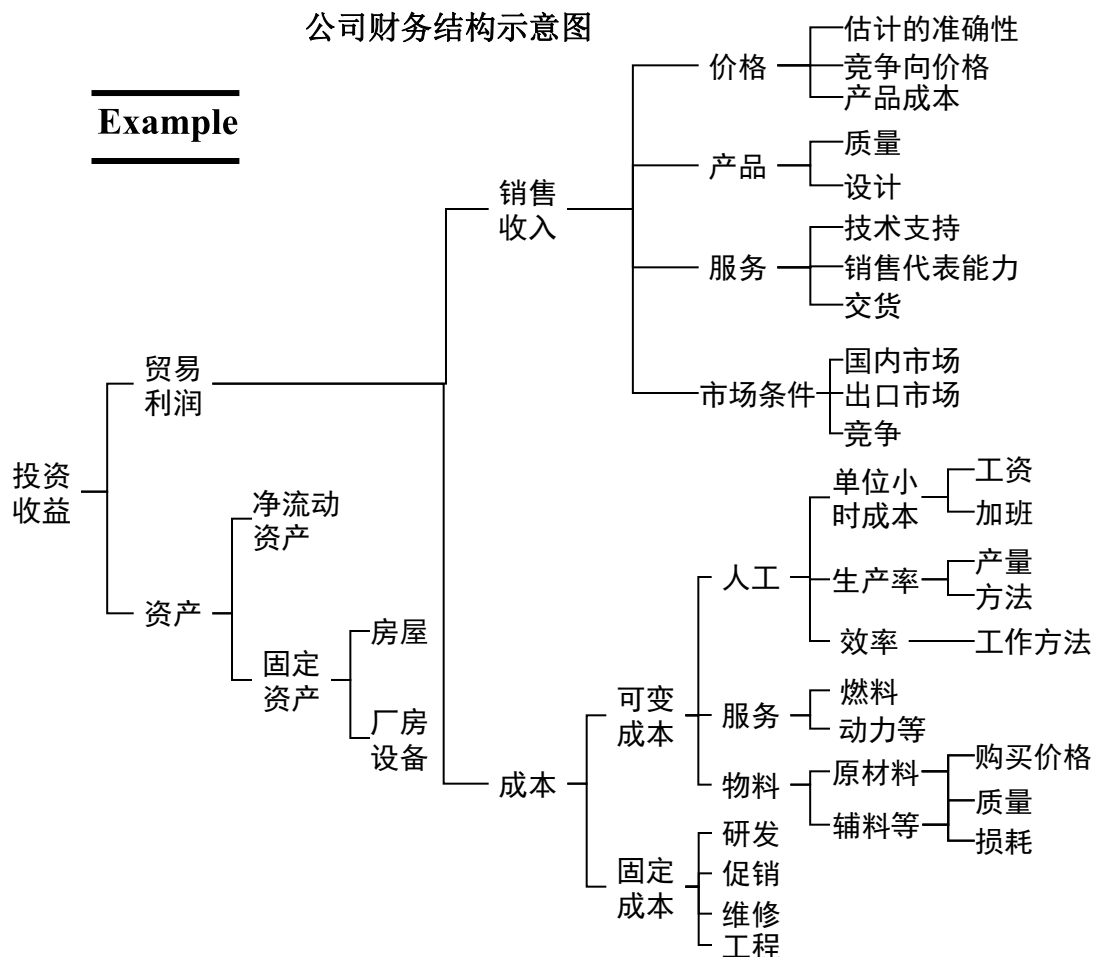 公司财务结构示意图
Example
投资
收益
贸易
利润
资产
净流动
资产
固定
资产
房屋
厂房
设备
销售
收入
价格
估计的准确性
竞争向价格
产品成本
产品
质量
设计
服务
技术支持
销售代表能力
交货
市场条件
国内市场
出口市场
竞争
成本
可变
成本
人工
单位小
时成本
工资
加班
生产率
产量
方法
效率
工作方法
服务
燃料
动力等
物料
原材料
辅料等
购买价格
质量
损耗
固定
成本
研发
促销
维修
工程